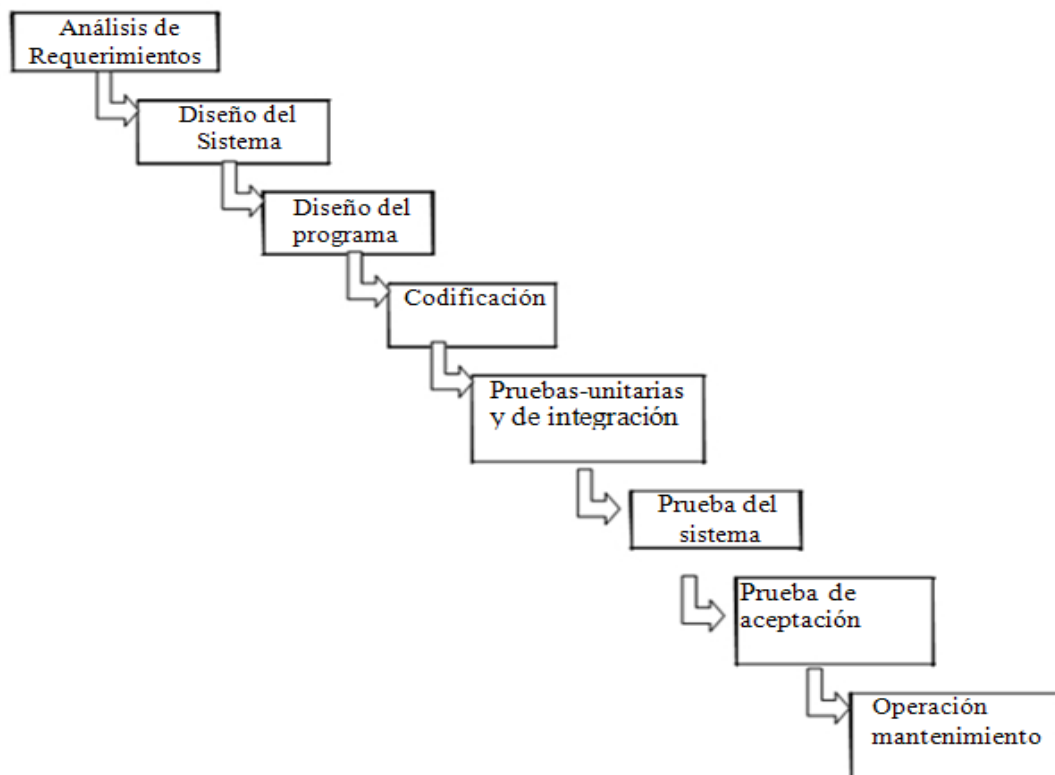 Análisis de
Requerimientos
Diseño del
Sistema
Diseño del
programa
Codificación
Pruebas-unitarias
y de integración
Prueba del
sistema
Prueba de
aceptación
Operación
mantenimiento